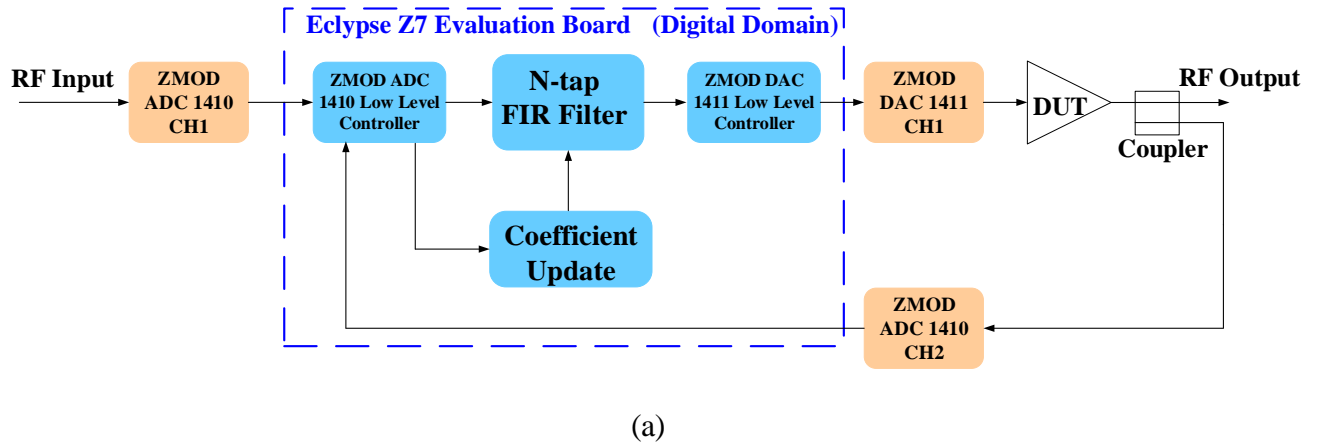 Eclypse Z7 Evaluation Board (Digital Domain)
RF Input
ZMOD
ADC 1410
CH1
ZMOD ADC
1410 Low Level
Controller
N-tap
FIR Filter
ZMOD DAC
1411 Low Level
Controller
ZMOD
DAC 1411
CH1
DUT
RF Output
Coupler
Coefficient
Update
ZMOD
ADC 1410
CH2
(a)